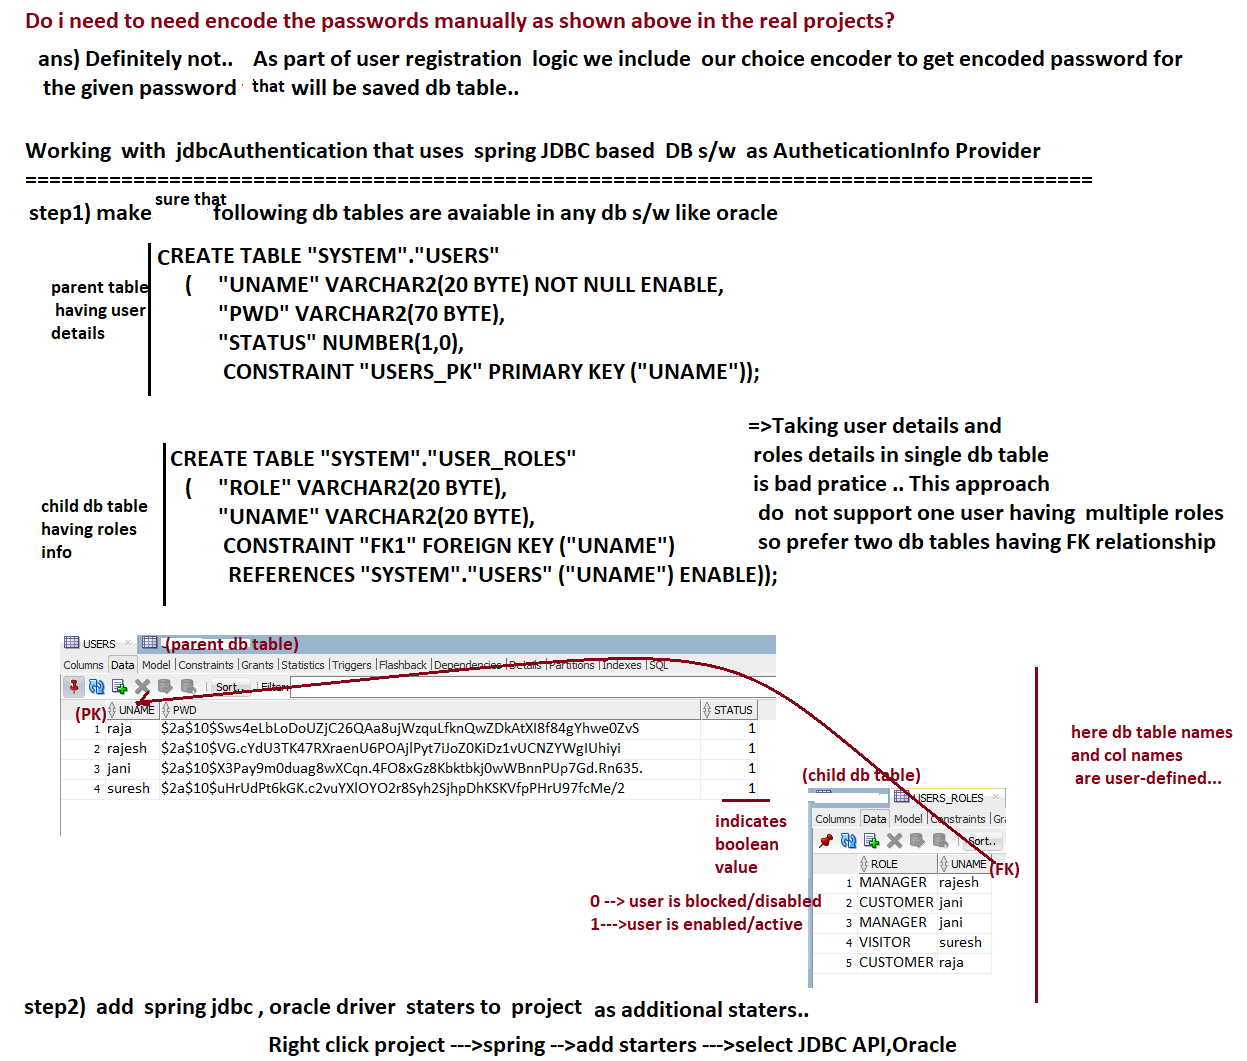 Do i need to need encode the passwords manually as shown above in the real projects?
ans) Definitely not.. As part of user registration logic we include our choice encoder to get encoded password for
the given password that will be saved db table..
Working with jdbcAuthentication that uses spring JDBC based DB s/w as AutheticationInfo Provider
=========================================================================================
step1) make sure that following db tables are avaiable in any db s/w like oracle
CREATE TABLE "SYSTEM"."USERS"
( "UNAME" VARCHAR2(20 BYTE) NOT NULL ENABLE,
"PWD" VARCHAR2(70 BYTE),
"STATUS" NUMBER(1,0),
CONSTRAINT "USERS_PK" PRIMARY KEY ("UNAME"));
parent table
having user
details
CREATE TABLE "SYSTEM"."USER_ROLES"
( "ROLE" VARCHAR2(20 BYTE),
"UNAME" VARCHAR2(20 BYTE),
CONSTRAINT "FK1" FOREIGN KEY ("UNAME")
REFERENCES "SYSTEM"."USERS" ("UNAME") ENABLE));
child db table
having roles
info
=>Taking user details and
roles details in single db table
is bad pratice .. This approach
do not support one user having multiple roles
so prefer two db tables having FK relationship
USERS (parent db table)
Columns Data Model Constraints Grants Statistics Triggers Flashback Dependencies Details Partitions Indexes SQL
Sort.. Filter:
(PK) UNAME PWD STATUS
1 raja $2a$10$Sws4eLbLoDoUZjC26QAa8ujWzquLfknQwZDkAtXI8f84gYhwe0ZvS 1
2 rajesh $2a$10$VG.cYdU3TK47RXraenU6POAjlPyt7iJoZ0KiDz1vUCNZYWgIUhiyi 1
3 jani $2a$10$X3Pay9m0duag8wXCqn.4FO8xGz8Kbktbkj0wWBnnPUp7Gd.Rn635. 1
4 suresh $2a$10$uHrUdPt6kGK.c2vuYXlOYO2r8Syh2SjhpDhKSKVfpPHrU97fcMe/2 1
indicates
boolean
value
0 --> user is blocked/disabled
1--->user is enabled/active
(child db table)
USERS_ROLES
Columns Data Model Constraints Gr
Sort..
ROLE UNAME (FK)
1 MANAGER rajesh
2 CUSTOMER jani
3 MANAGER jani
4 VISITOR suresh
5 CUSTOMER raja
here db table names
and col names
are user-defined...
step2) add spring jdbc , oracle driver staters to project as additional staters..
Right click project --->spring -->add starters --->select JDBC API,Oracle